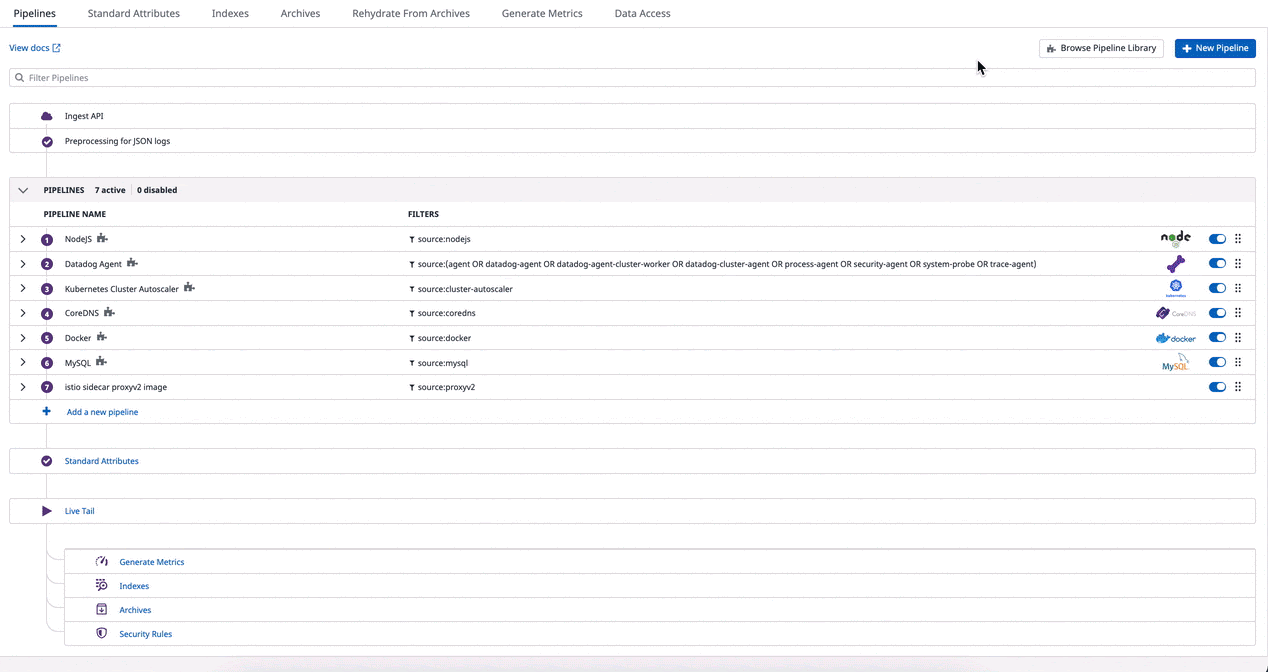 Pipelines Standard Attributes Indexes Archives Rehydrate From Archives Generate Metrics Data Access
View docs Browse Pipeline Library New Pipeline
Filter Pipelines
Ingest API
Preprocessing for JSON logs
PIPELINES 7 active 0 disabled
PIPELINE NAME FILTERS
1 NodeJS source:nodejs node
2 Datadog Agent source:(agent OR datadog-agent OR datadog-agent-cluster-worker OR datadog-cluster-agent OR process-agent OR security-agent OR system-probe OR trace-agent)
3 Kubernetes Cluster Autoscaler source:cluster-autoscaler kubernetes
4 CoreDNS source:coredns CoreDNS
5 Docker source:docker docker
6 MySQL source:mysql MySQL
7 istio sidecar proxyv2 image source:proxyv2
Add a new pipeline
Standard Attributes
Live Tail
Generate Metrics
Indexes
Archives
Security Rules